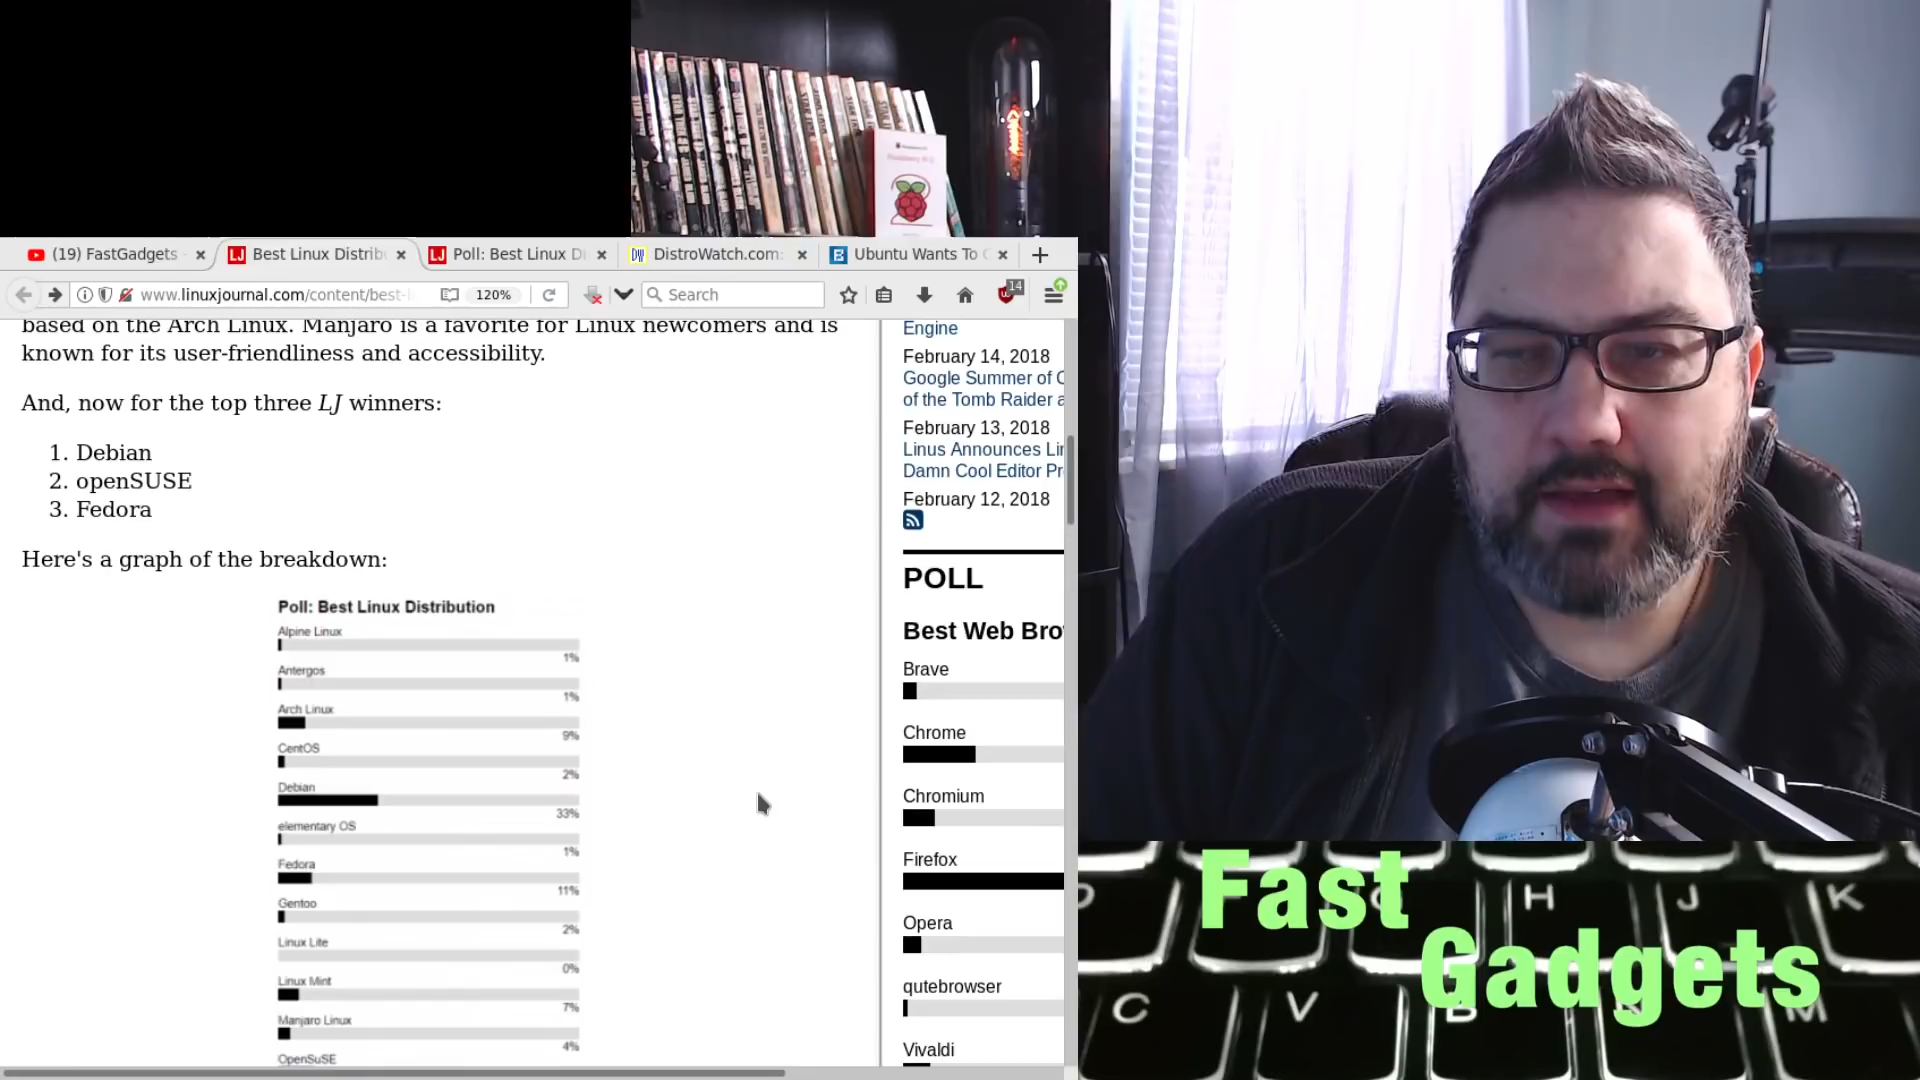 (19) FastGadgets -
Best Linux Distrib
Poll: Best Linux D
DistroWatch.com:
Ubuntu Wants To C
www.linuxjournal.com/content/best-l
120%
Search
14
based on the Arch Linux. Manjaro is a favorite for Linux newcomers and is
known for its user-friendliness and accessibility.
And, now for the top three LJ winners:
1. Debian
2. openSUSE
3. Fedora
Here's a graph of the breakdown:
Poll: Best Linux Distribution
Alpine Linux
1%
Antergos
1%
Arch Linux
9%
CentOS
2%
Debian
33%
elementary OS
1%
Fedora
11%
Gentoo
2%
Linux Lite
0%
Linux Mint
7%
Manjaro Linux
4%
OpenSuSE
Engine
February 14, 2018
Google Summer of C
of the Tomb Raider a
February 13, 2018
Linus Announces Li
Damn Cool Editor Pr
February 12, 2018
POLL
Best Web Bro
Brave
Chrome
Chromium
Firefox
Opera
qutebrowser
Vivaldi
Fast
Gadgets
H
J
K
C
V
B
M